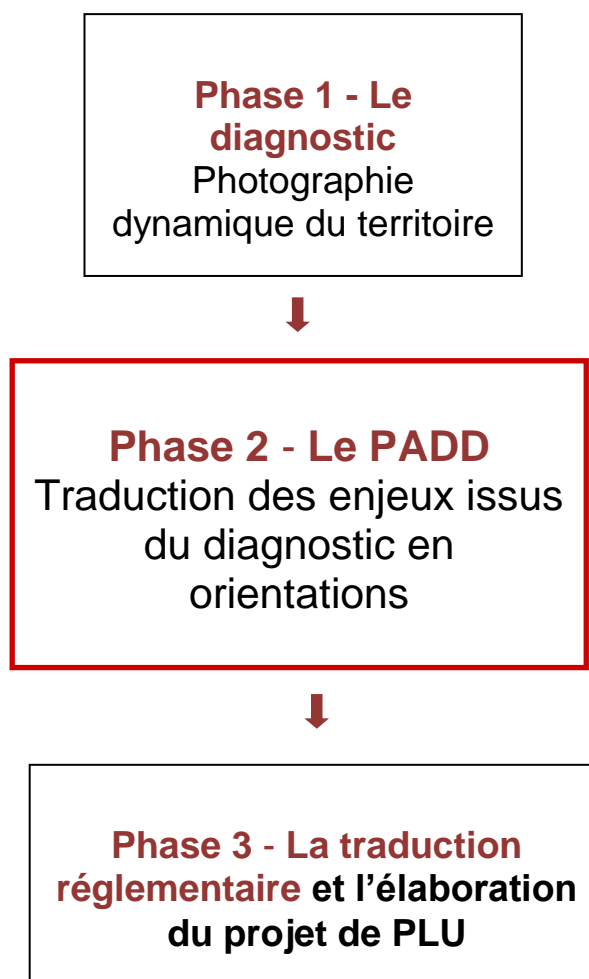 Phase 1 - Le
diagnostic
Photographie
dynamique du territoire
Phase 2 - Le PADD
Traduction des enjeux issus
du diagnostic en
orientations
Phase 3 - La traduction
réglementaire et l’élaboration
du projet de PLU